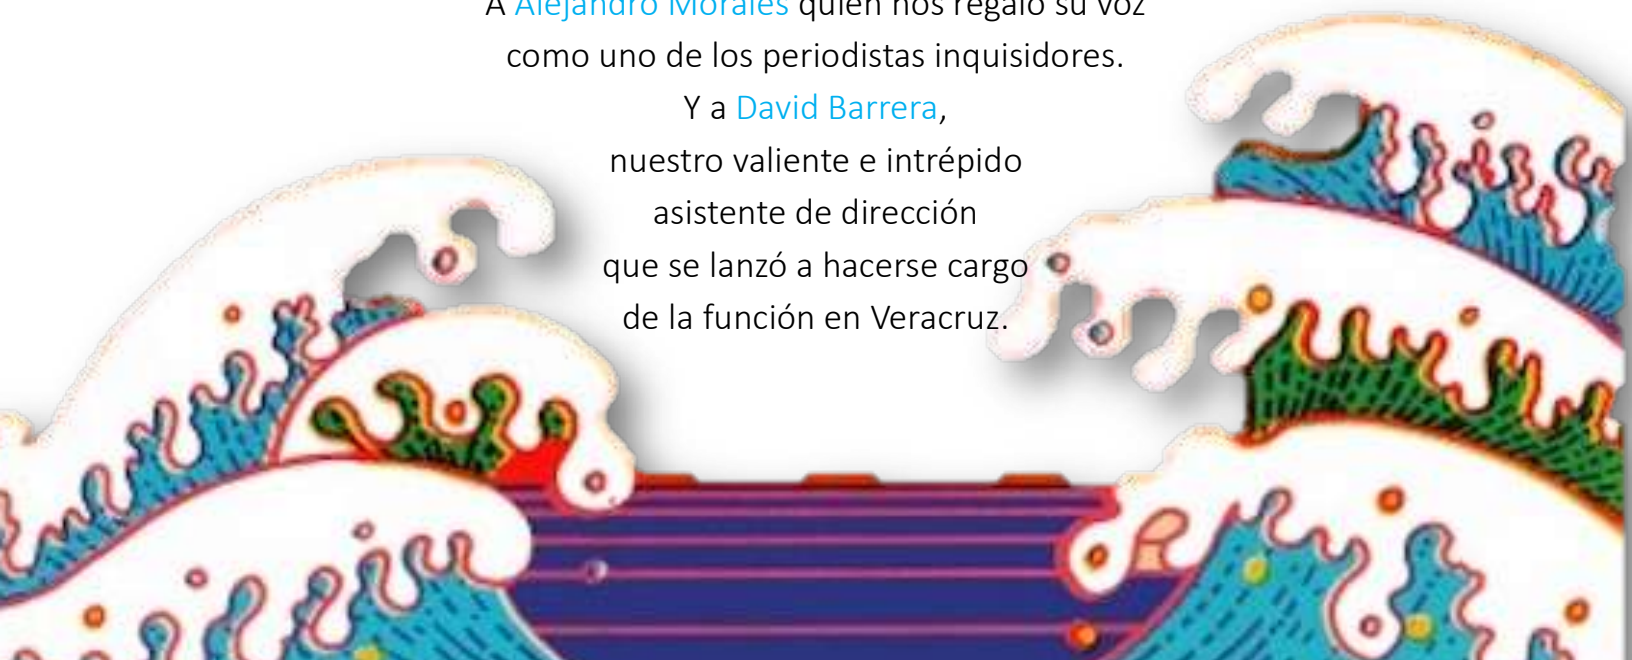 A Alejandro Morales quien nos regaló su voz
como uno de los periodistas inquisidores.
Y a David Barrera,
nuestro valiente e intrépido
asistente de dirección
que se lanzó a hacerse cargo
de la función en Veracruz.